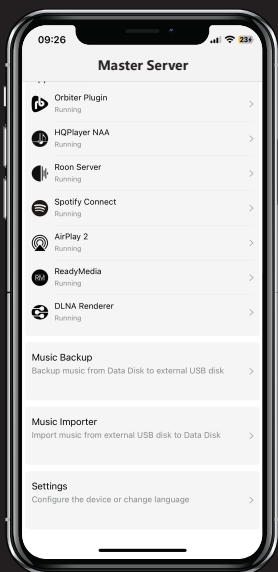 09:26
23
Master Server
Orbiter Plugin
Running
HQPlayer NAA
Running
Roon Server
Running
Spotify Connect
Running
AirPlay 2
Running
RM
ReadyMedia
Running
DLNA Renderer
Running
Music Backup
Backup music from Data Disk to external USB disk
Music Importer
Import music from external USB disk to Data Disk
Settings
Configure the device or change language